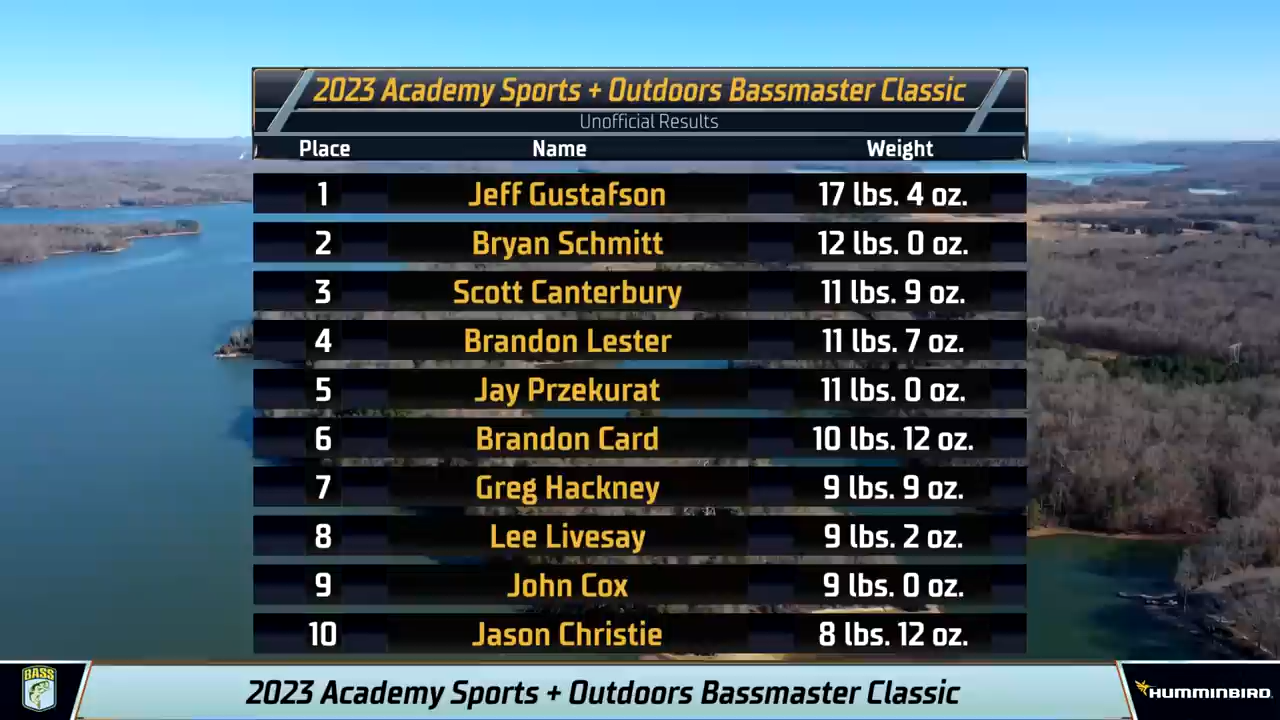 2023 Academy Sports + Outdoors Bassmaster Classic
Unofficial Results
Place Name Weight
1 Jeff Gustafson 17 lbs. 4 oz.
2 Bryan Schmitt 12 lbs. 0 oz.
3 Scott Canterbury 11 lbs. 9 oz.
4 Brandon Lester 11 lbs. 7 oz.
5 Jay Przekurat 11 lbs. 0 oz.
6 Brandon Card 10 lbs. 12 oz.
7 Greg Hackney 9 lbs. 9 oz.
8 Lee Livesay 9 lbs. 2 oz.
9 John Cox 9 lbs. 0 oz.
10 Jason Christie 8 lbs. 12 oz.
BASS 2023 Academy Sports + Outdoors Bassmaster Classic HUMMINBIRD